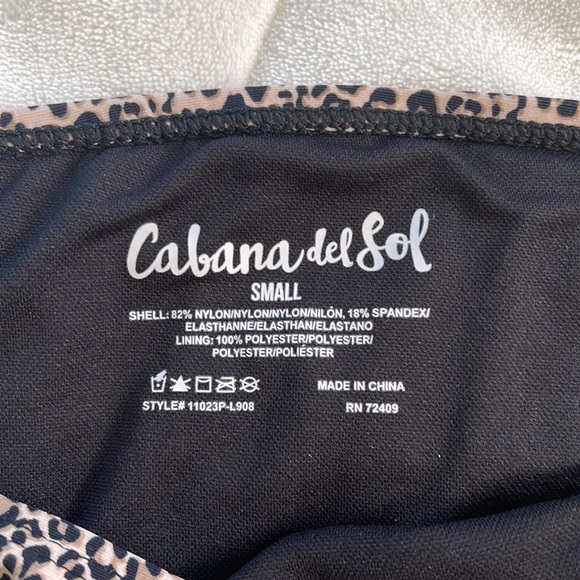 Cabana del Sol
SMALL
SHELL: 82% NYLON/NYLON/NYLON/NILÓN, 18% SPANDEX/
ELASTHANNE/ELASTHAN/ELASTANO
LINING: 100% POLYESTER/POLYESTER/
POLYESTER/POLIÉSTER
MADE IN CHINA
STYLE# 11023P-L908
RN 72409